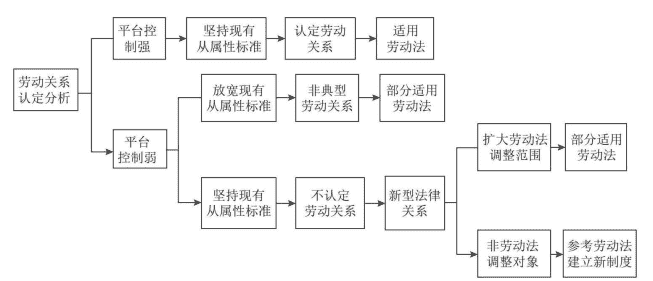 平台控
制强
坚持现有
从属性标准
认定劳动
关系
适用
劳动法
劳动关系
认定分析
放宽现有
从属性标准
非典型
劳动关系
部分适用
劳动法
平台
控制弱
扩大劳动法
调整范围
部分适用
劳动法
坚持现有
从属性标准
不认定
劳动关系
新型法律
关系
非劳动法
调整对象
参考劳动法
建立新制度